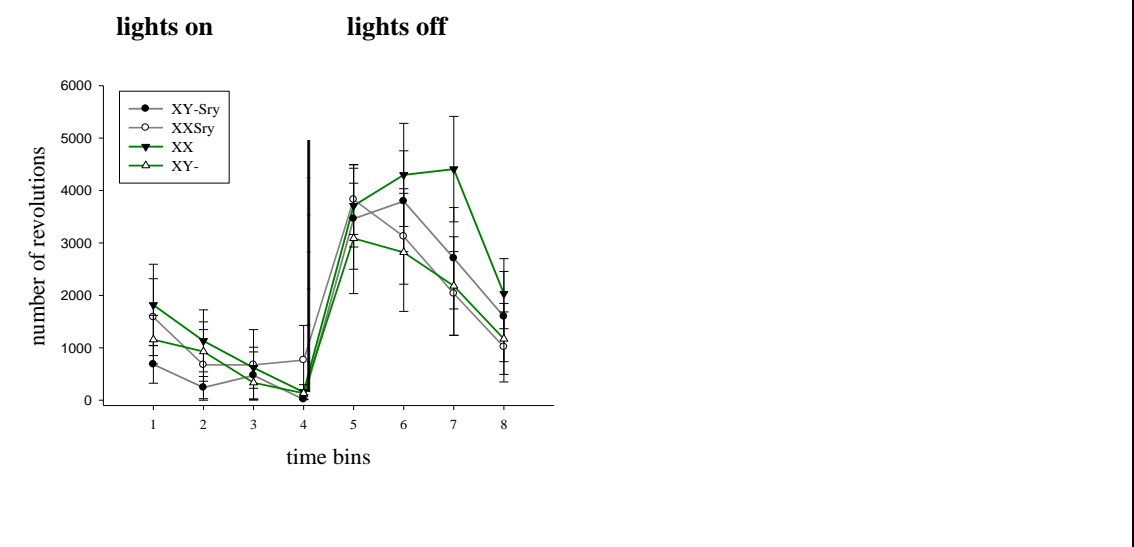 lights on lights off
6000
5000
4000
3000
2000
1000
0
number of revolutions
XY-Sry
XXSry
XX
XY-
1 2 3 4 5 6 7 8
time bins